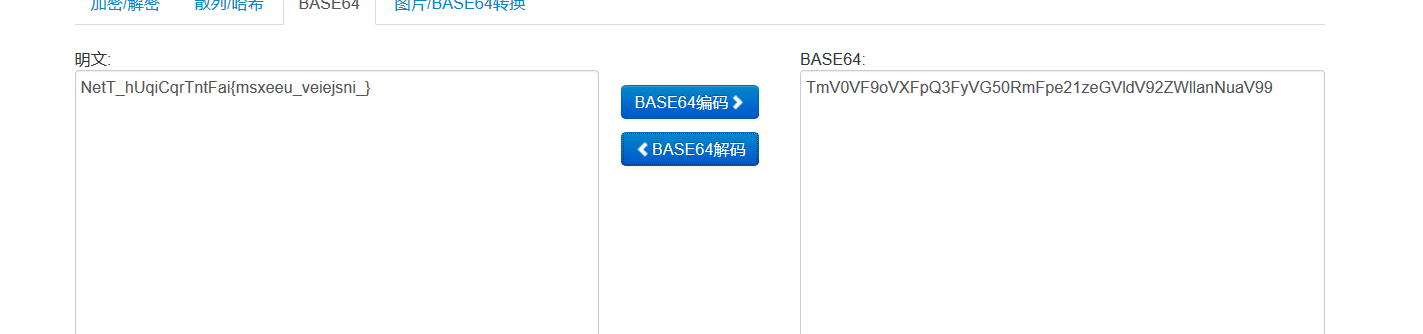 加密/解密 散列/哈希 BASE64 图片/BASE64转换
明文: BASE64:
NetT_hUqiCqrTntFai{msxeeu_veiejsni_} TmV0VF9oVXFpQ3FyVG50RmFpe21zeGVldV92ZWllanNuaV99
BASE64编码
BASE64解码